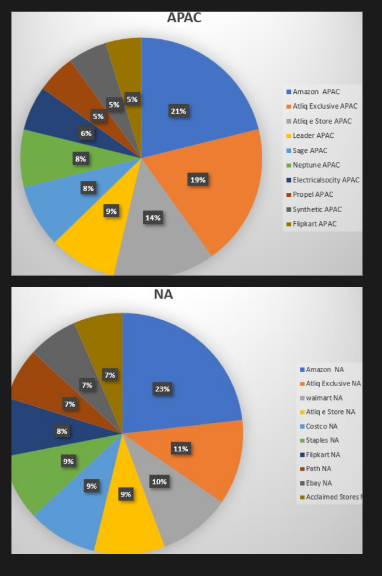 APAC
21%
19%
14%
9%
8%
8%
6%
5%
5%
5%
Amazon APAC
Atliq Exclusive APAC
Atliq e Store APAC
Leader APAC
Sage APAC
Neptune APAC
Electricalsocity APAC
Propel APAC
Synthetic APAC
Flipkart APAC
NA
23%
11%
10%
9%
9%
9%
8%
7%
7%
7%
Amazon NA
Atliq Exclusive NA
walmart NA
Atliq e Store NA
Costco NA
Staples NA
Flipkart NA
Path NA
Ebay NA
Acclaimed Stores